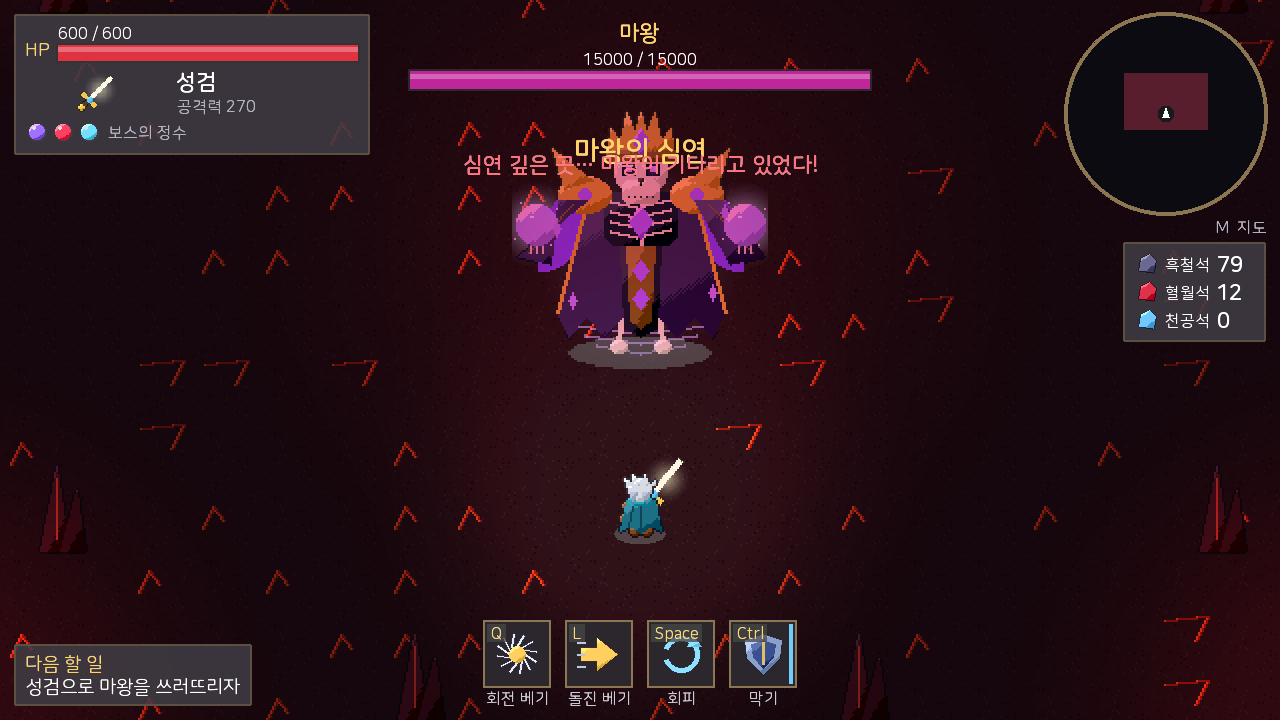 600 / 600
HP
성검
공격력 270
보스의 정수
마왕
15000 / 15000
마왕의 심연
심연 깊은 곳… 기다리고 있었다!
M 지도
흑철석 79
혈월석 12
천공석 0
다음 할 일
성검으로 마왕을 쓰러뜨리자
Q
회전 베기
L
돌진 베기
Space
회피
Ctrl
막기